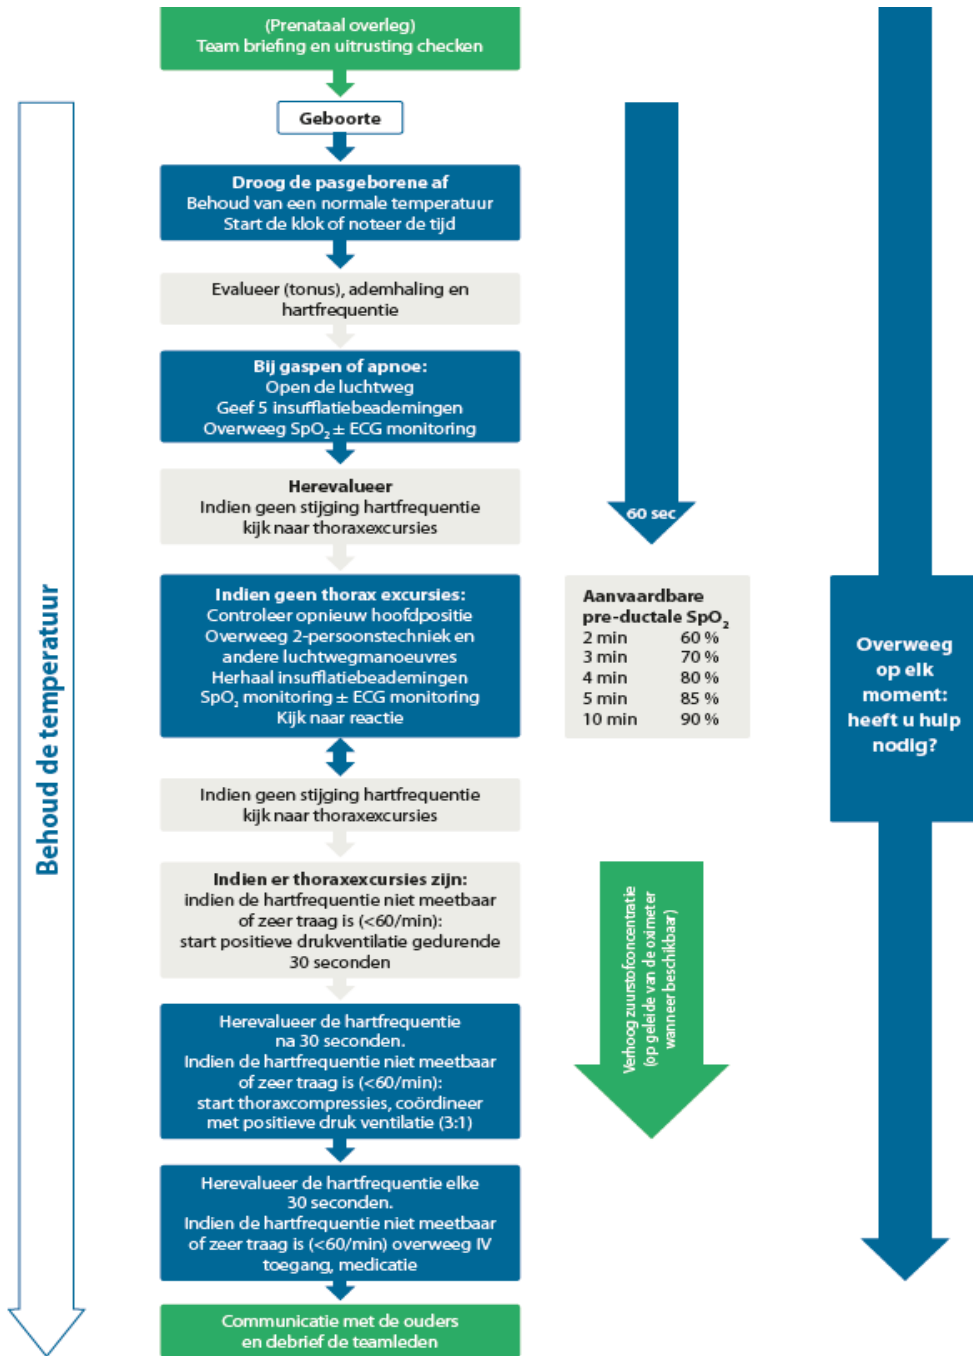 (Prenataal overleg)
Team briefing en uitrusting checken
Geboorte
Droog de pasgeborene af
Behoud van een normale temperatuur
Start de klok of noteer de tijd
Evalueer (tonus), ademhaling en
hartfrequentie
Bij gaspen of apnoe:
Open de luchtweg
Geef 5 insufflatiebeademingen
Overweeg SpO₂ ± ECG monitoring
Herevalueer
Indien geen stijging hartfrequentie
kijk naar thoraxexcursies
60 sec
Indien geen thorax excursies:
Controleer opnieuw hoofdpositie
Overweeg 2-persoonstechniek en
andere luchtwegmanoeuvres
Herhaal insufflatiebeademingen
SpO₂ monitoring ± ECG monitoring
Kijk naar reactie
Aanvaardbare
pre-ductale SpO₂
2 min 60 %
3 min 70 %
4 min 80 %
5 min 85 %
10 min 90 %
Overweeg
op elk
moment:
heeft u hulp
nodig?
Behoud de temperatuur
Indien geen stijging hartfrequentie
kijk naar thoraxexcursies
Indien er thoraxexcursies zijn:
indien de hartfrequentie niet meetbaar
of zeer traag is (<60/min):
start positieve drukventilatie gedurende
30 seconden
Verhoog zuurstofconcentratie
(op geleide van de oximeter
wanneer beschikbaar)
Herevalueer de hartfrequentie
na 30 seconden.
Indien de hartfrequentie niet meetbaar
of zeer traag is (<60/min):
start thoraxcompressies, coördineer
met positieve druk ventilatie (3:1)
Herevalueer de hartfrequentie elke
30 seconden.
Indien de hartfrequentie niet meetbaar
of zeer traag is (<60/min) overweeg IV
toegang, medicatie
Communicatie met de ouders
en debrief de teamleden